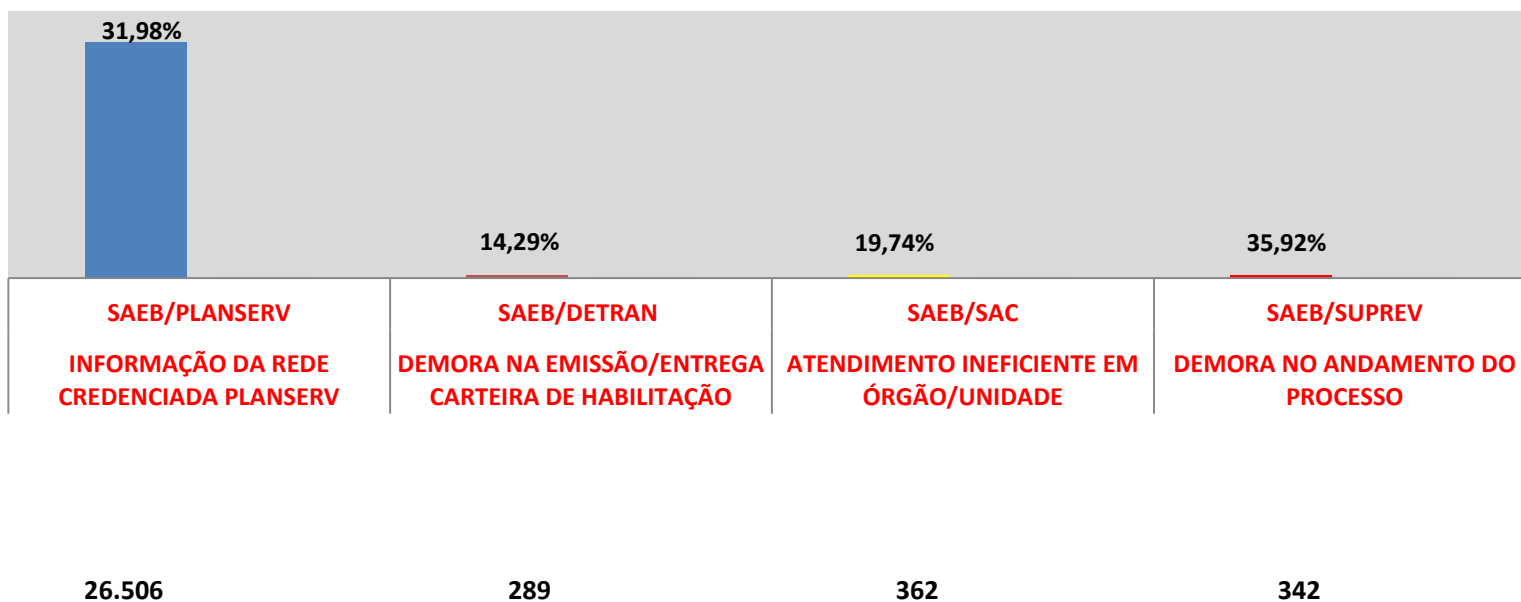 31,98%
14,29%
19,74%
35,92%
SAEB/PLANSERV
SAEB/DETRAN
SAEB/SAC
SAEB/SUPREV
INFORMAÇÃO DA REDE
CREDENCIADA PLANSERV
DEMORA NA EMISSÃO/ENTREGA
CARTEIRA DE HABILITAÇÃO
ATENDIMENTO INEFICIENTE EM
ÓRGÃO/UNIDADE
DEMORA NO ANDAMENTO DO
PROCESSO
26.506
289
362
342